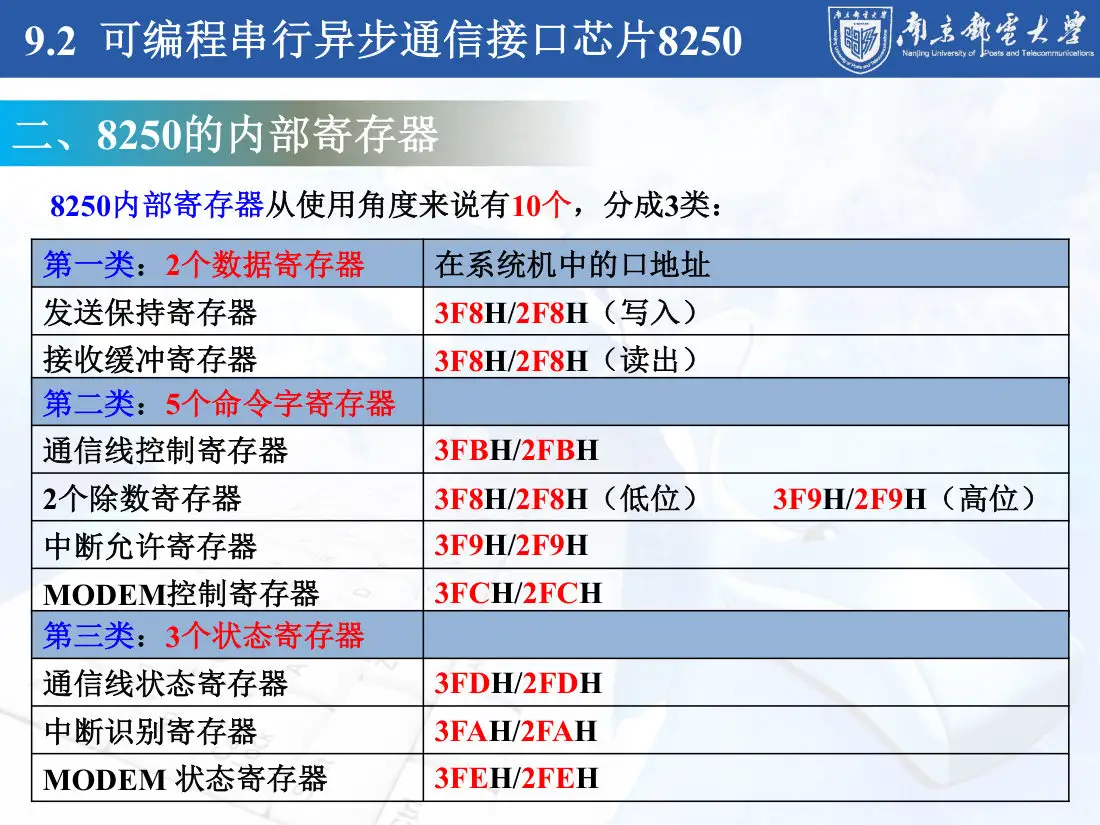 9.2 可编程串行异步通信接口芯片8250
南京邮电大学
Nanjing University of Posts and Telecommunications
二、8250的内部寄存器
8250内部寄存器从使用角度来说有10个，分成3类：
第一类：2个数据寄存器 在系统机中的口地址
发送保持寄存器 3F8H/2F8H（写入）
接收缓冲寄存器 3F8H/2F8H（读出）
第二类：5个命令字寄存器
通信线控制寄存器 3FBH/2FBH
2个除数寄存器 3F8H/2F8H（低位） 3F9H/2F9H（高位）
中断允许寄存器 3F9H/2F9H
MODEM控制寄存器 3FCH/2FCH
第三类：3个状态寄存器
通信线状态寄存器 3FDH/2FDH
中断识别寄存器 3FAH/2FAH
MODEM 状态寄存器 3FEH/2FEH